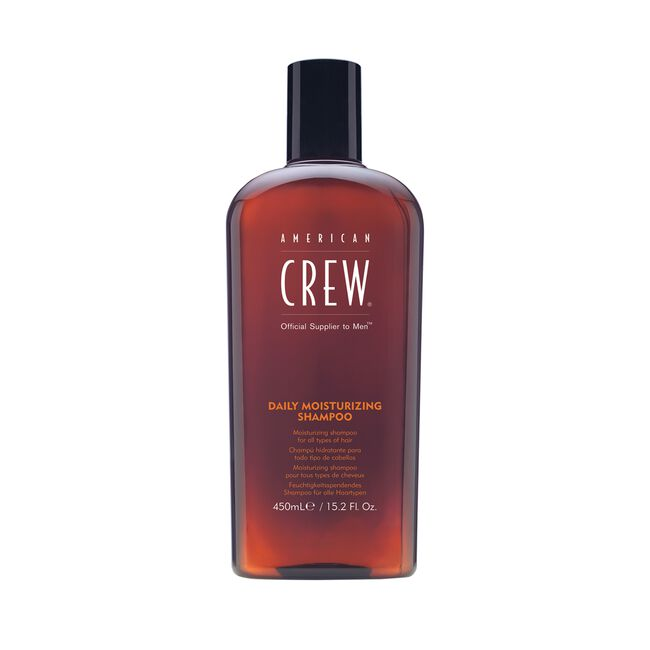 AMERICAN
CREW®
Official Supplier to Men™
DAILY MOISTURIZING
SHAMPOO
Moisturizing shampoo
for all types of hair
Champú hidratante para
todo tipo de cabellos
Moisturizing shampoo
pour tous types de cheveux
Feuchtigkeitsspendendes
Shampoo für alle Haartypen
450mL℮ / 15.2 Fl. Oz.